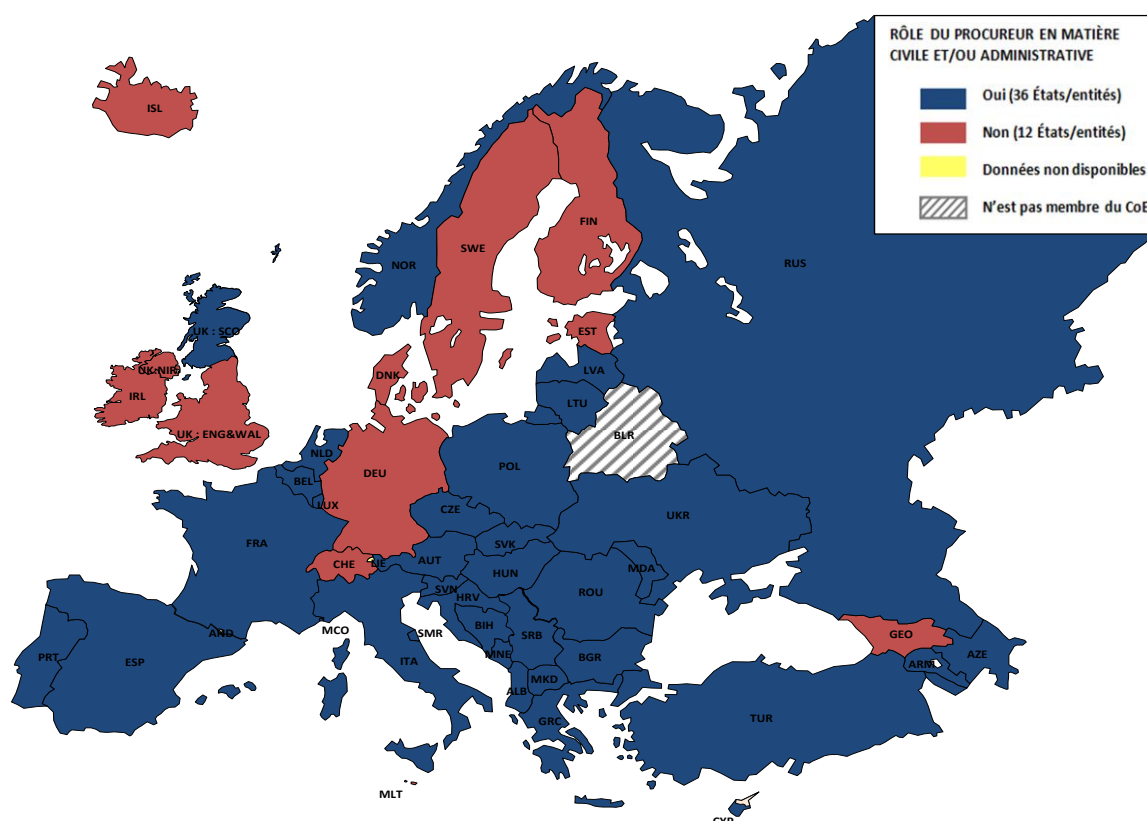 RÔLE DU PROCUREUR EN MATIÈRE
CIVILE ET/OU ADMINISTRATIVE
Oui (36 États/entités)
Non (12 États/entités)
Données non disponibles
N'est pas membre du CoE
ISL
FIN
SWE
NOR
RUS
UK : SCO
EST
UK:NIR
DNK
LVA
IRL
LTU
UK : ENG&WAL
BLR
NLD
POL
BEL
DEU
LUX
CZE
UKR
FRA
SVK
CHE
LIE
AUT
MDA
HUN
SVN
HRV
ROU
BIH
MCO
SMR
SRB
AND
GEO
PRT
ESP
ITA
MNE
BGR
ARM
AZE
MKD
ALB
GRC
TUR
MLT
CYP